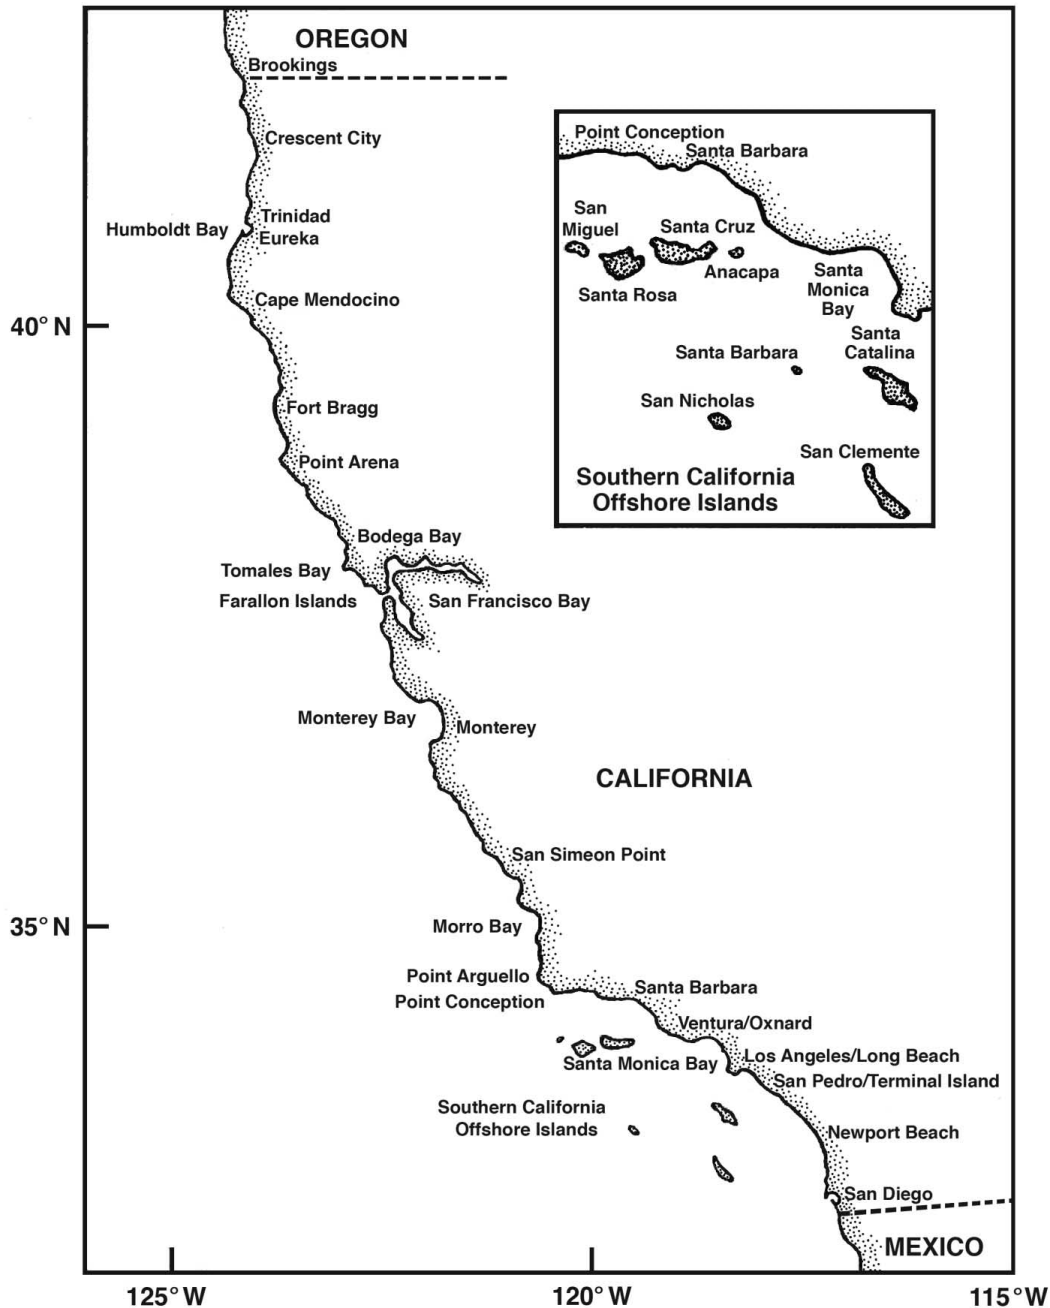 OREGON
Brookings
Crescent City
Trinidad
Humboldt Bay
Eureka
Cape Mendocino
40° N
Fort Bragg
Point Arena
Bodega Bay
Tomales Bay
Farallon Islands
San Francisco Bay
Monterey Bay
Monterey
CALIFORNIA
San Simeon Point
35° N
Morro Bay
Point Arguello
Point Conception
Santa Barbara
Ventura/Oxnard
Los Angeles/Long Beach
Santa Monica Bay
San Pedro/Terminal Island
Southern California
Offshore Islands
Newport Beach
San Diego
MEXICO
125° W
120° W
115° W
Point Conception
Santa Barbara
San
Miguel
Santa Cruz
Anacapa
Santa Rosa
Santa
Monica
Bay
Santa
Catalina
Santa Barbara
San Nicholas
San Clemente
Southern California
Offshore Islands